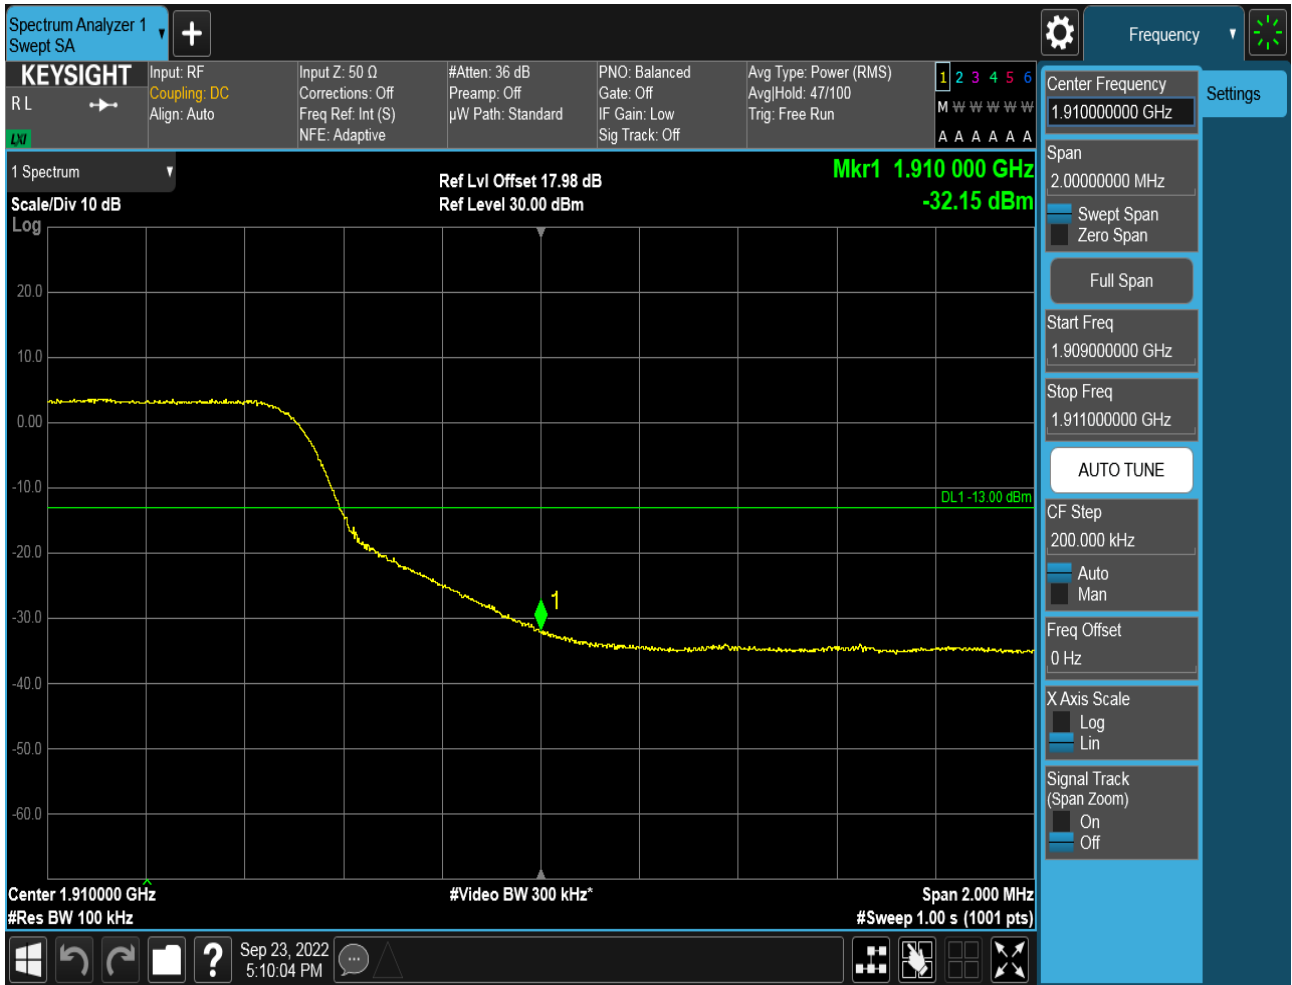 Spectrum Analyzer 1
Swept SA
Frequency
KEYSIGHT
R L
LXI
Input: RF
Coupling: DC
Align: Auto
Input Z: 50 Ω
Corrections: Off
Freq Ref: Int (S)
NFE: Adaptive
#Atten: 36 dB
Preamp: Off
µW Path: Standard
PNO: Balanced
Gate: Off
IF Gain: Low
Sig Track: Off
Avg Type: Power (RMS)
Avg|Hold: 47/100
Trig: Free Run
1 2 3 4 5 6
M W W W W W
A A A A A A
1 Spectrum
Scale/Div 10 dB
Log
Ref Lvl Offset 17.98 dB
Ref Level 30.00 dBm
Mkr1 1.910 000 GHz
-32.15 dBm
20.0
10.0
0.00
-10.0
-20.0
-30.0
-40.0
-50.0
-60.0
DL1 -13.00 dBm
1
Center 1.910000 GHz
#Res BW 100 kHz
#Video BW 300 kHz*
Span 2.000 MHz
#Sweep 1.00 s (1001 pts)
Center Frequency
1.910000000 GHz
Settings
Span
2.00000000 MHz
Swept Span
Zero Span
Full Span
Start Freq
1.909000000 GHz
Stop Freq
1.911000000 GHz
AUTO TUNE
CF Step
200.000 kHz
Auto
Man
Freq Offset
0 Hz
X Axis Scale
Log
Lin
Signal Track
(Span Zoom)
On
Off
?
Sep 23, 2022
5:10:04 PM